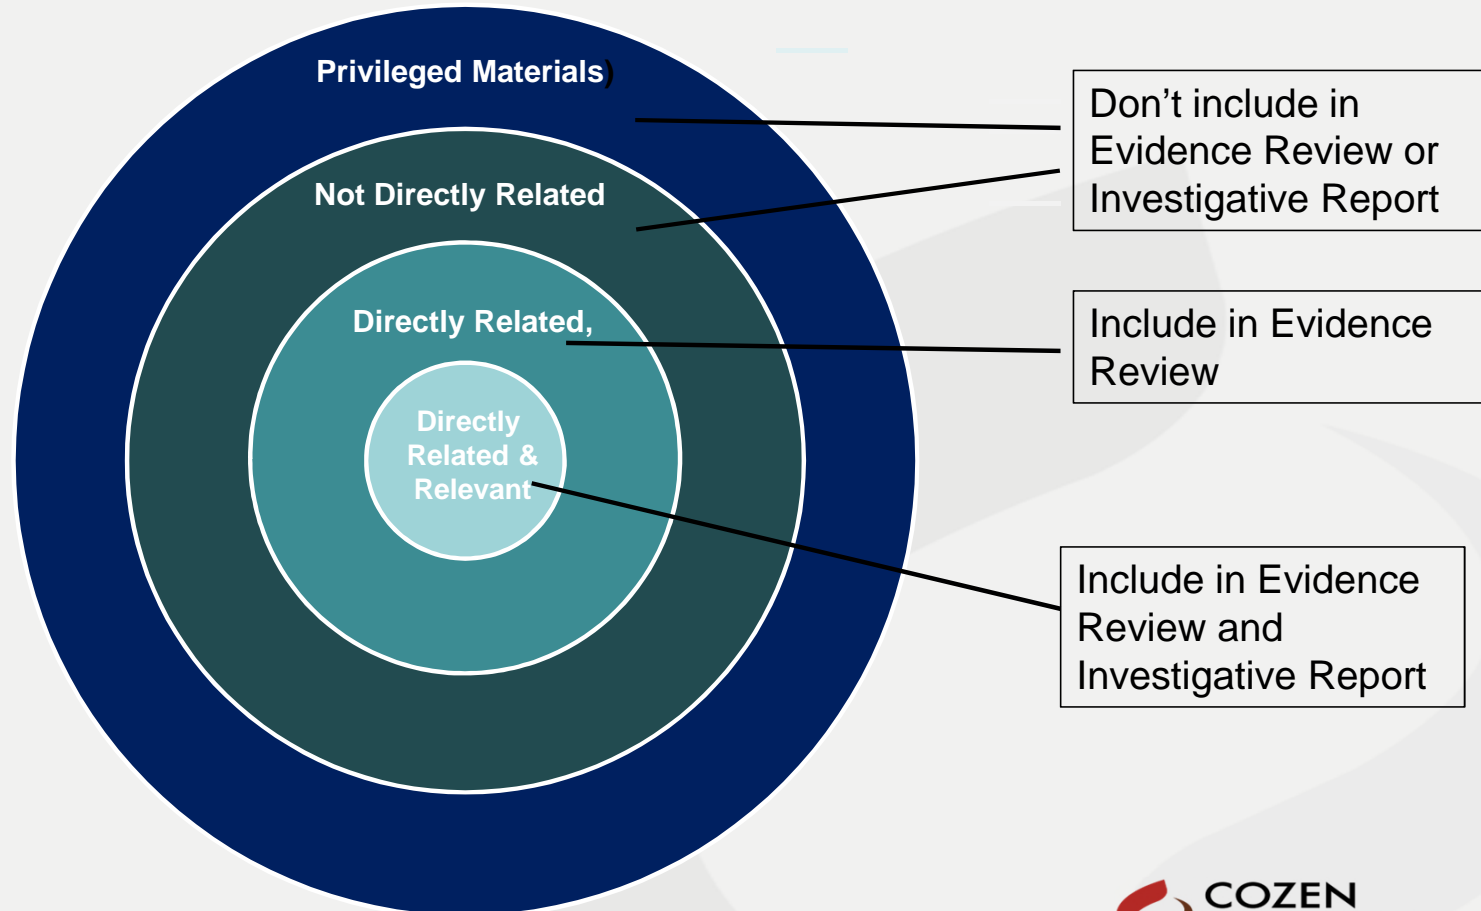 Privileged Materials)
Not Directly Related
Directly Related,
Directly
Related &
Relevant
Don’t include in
Evidence Review or
Investigative Report
Include in Evidence
Review
Include in Evidence
Review and
Investigative Report
COZEN